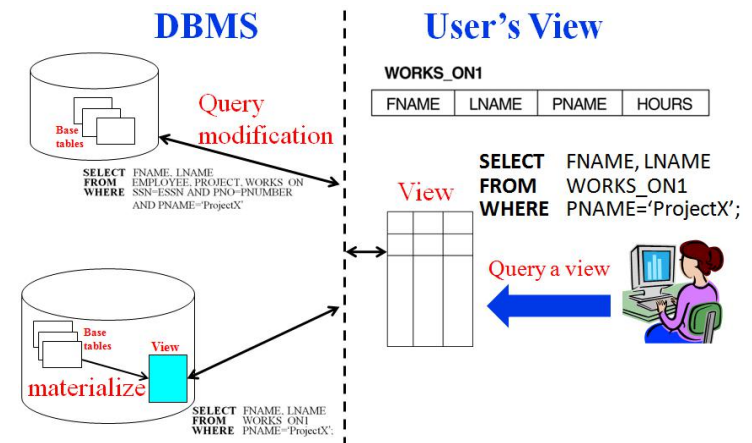 DBMS
User's View
Base
tables
Query
modification
SELECT FNAME, LNAME
FROM EMPLOYEE, PROJECT, WORKS_ON
WHERE SSN=ESSN AND PNO=PNUMBER
AND PNAME='ProjectX'
WORKS_ON1
FNAME LNAME PNAME HOURS
SELECT FNAME, LNAME
FROM WORKS_ON1
WHERE PNAME='ProjectX';
View
Query a view
Base
tables
View
materialize
SELECT FNAME, LNAME
FROM WORKS_ON1
WHERE PNAME='ProjectX';